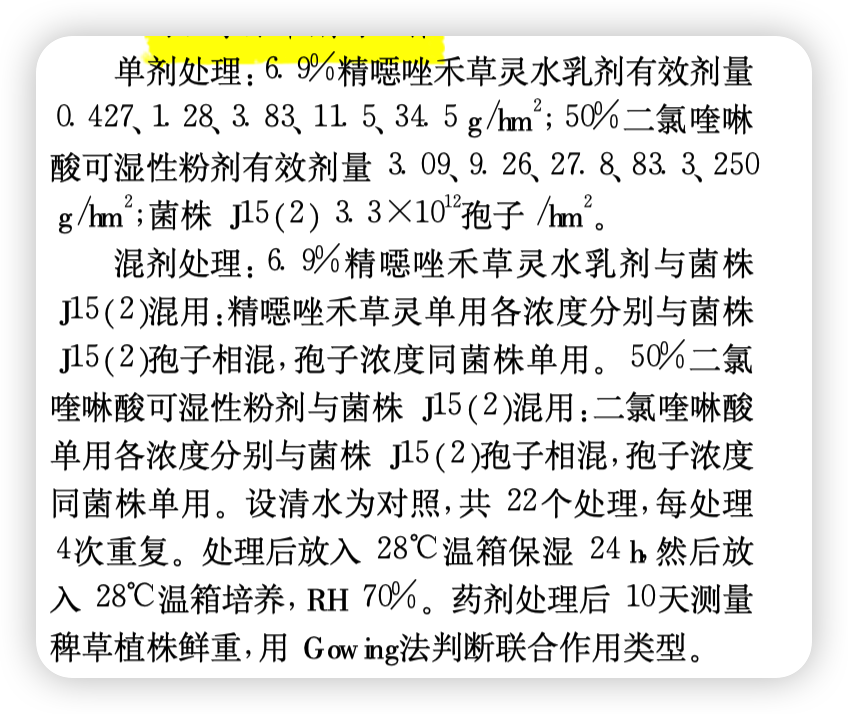 单剂处理：6.9%精噁唑禾草灵水乳剂有效剂量
0.427、1.28、3.83、11.5、34.5 g/hm²；50%二氯喹啉
酸可湿性粉剂有效剂量 3.09、9.26、27.8、83.3、250
g/hm²；菌株 J15(2) 3.3×10¹²孢子/hm²。
混剂处理：6.9%精噁唑禾草灵水乳剂与菌株
J15(2)混用：精噁唑禾草灵单用各浓度分别与菌株
J15(2)孢子相混，孢子浓度同菌株单用。50%二氯
喹啉酸可湿性粉剂与菌株 J15(2)混用：二氯喹啉酸
单用各浓度分别与菌株 J15(2)孢子相混，孢子浓度
同菌株单用。设清水为对照，共 22个处理，每处理
4次重复。处理后放入 28℃温箱保湿 24 h，然后放
入 28℃温箱培养，RH 70%。药剂处理后 10天测量
稗草植株鲜重，用 Gowing法判断联合作用类型。